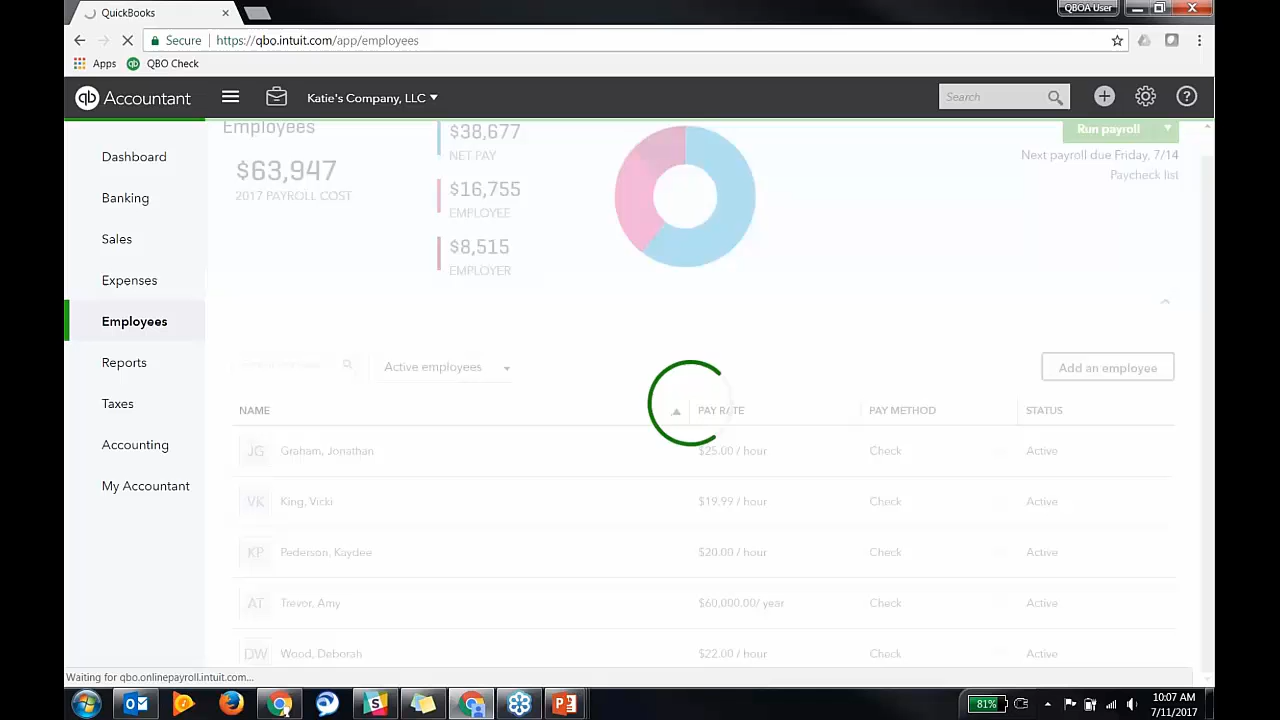 QuickBooks
QBOA User
Secure
https://qbo.intuit.com/app/employees
Apps
QBO Check
qb Accountant
Katie's Company, LLC
Search
Dashboard
Banking
Sales
Expenses
Employees
Reports
Taxes
Accounting
My Accountant
Employees
$63,947
2017 PAYROLL COST
$38,677
NET PAY
$16,755
EMPLOYEE
$8,515
EMPLOYER
Run payroll
Next payroll due Friday, 7/14
Paycheck list
Active employees
Add an employee
NAME PAY RATE PAY METHOD STATUS
JG Graham, Jonathan $25.00 / hour Check Active
VK King, Vicki $19.99 / hour Check Active
KP Pederson, Kaydee $20.00 / hour Check Active
AT Trevor, Amy $60,000.00/ year Check Active
DW Wood, Deborah $22.00 / hour Check Active
Waiting for qbo.onlinepayroll.intuit.com...
81%
10:07 AM
7/11/2017